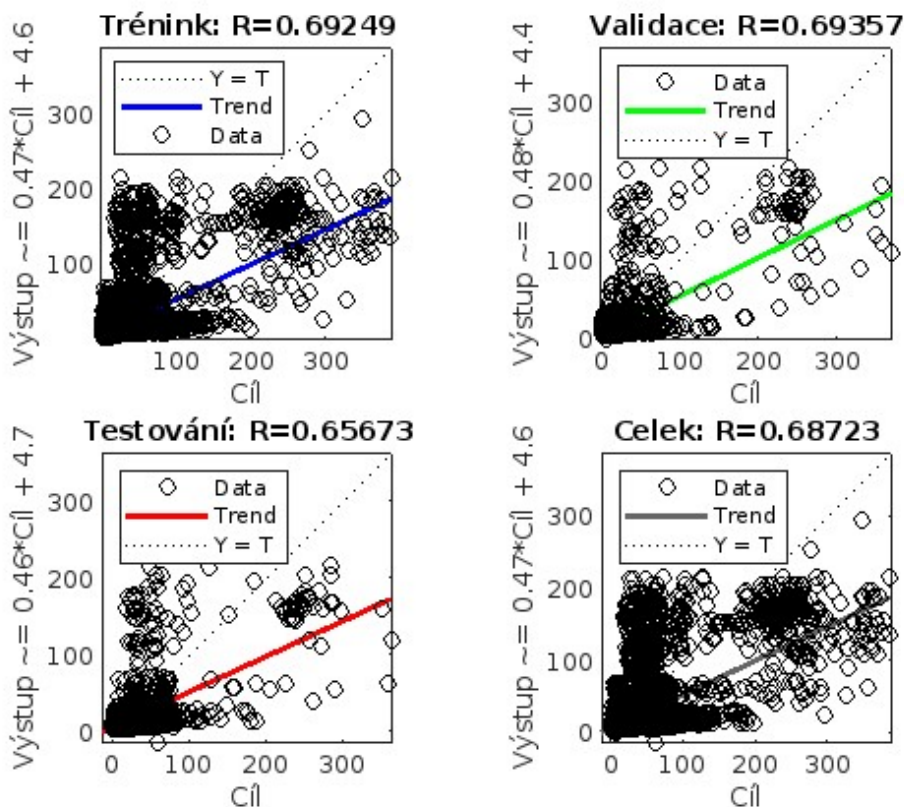 Trénink: R=0.69249
Výstup ~= 0.47*Cíl + 4.6
Y = T
Trend
Data
300
200
100
100 200 300
Cíl
Validace: R=0.69357
Výstup ~= 0.48*Cíl + 4.4
Data
Trend
Y = T
300
200
100
0
0 100 200 300
Cíl
Testování: R=0.65673
Výstup ~= 0.46*Cíl + 4.7
Data
Trend
Y = T
300
200
100
0
0 100 200 300
Cíl
Celek: R=0.68723
Výstup ~= 0.47*Cíl + 4.6
Data
Trend
Y = T
300
200
100
0
0 100 200 300
Cíl